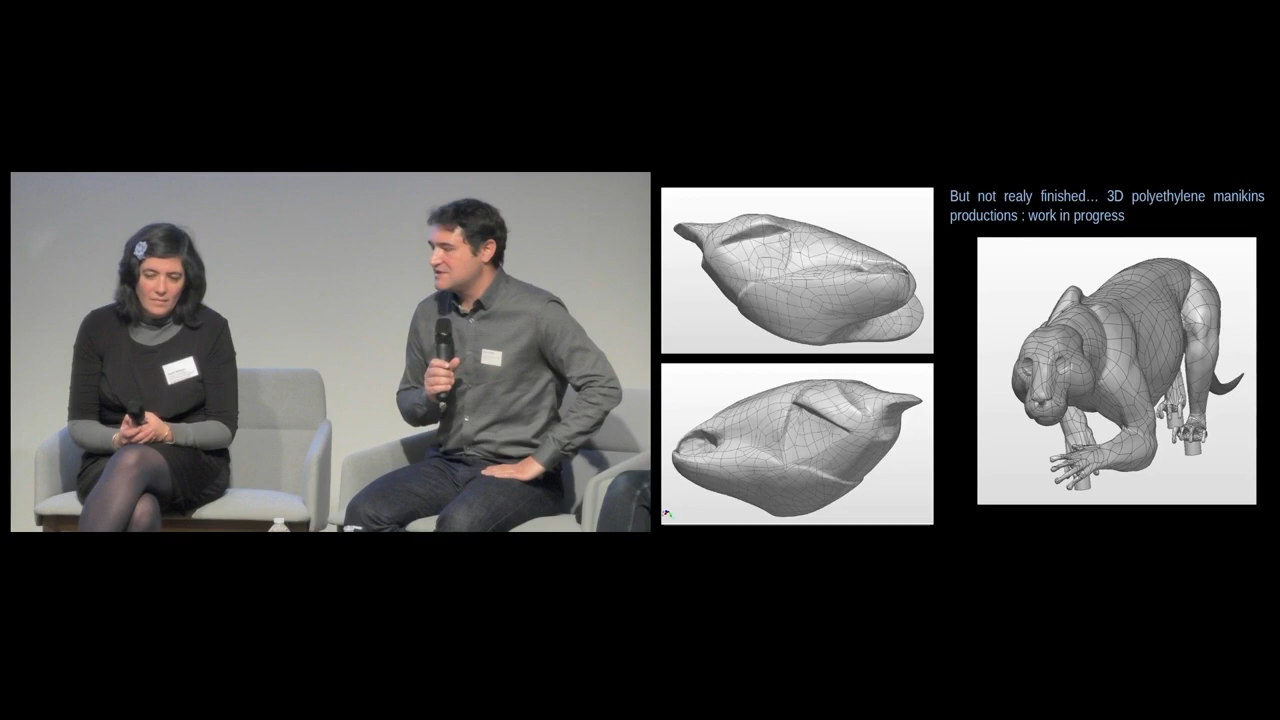 But not realy finished... 3D polyethylene manikins
productions : work in progress